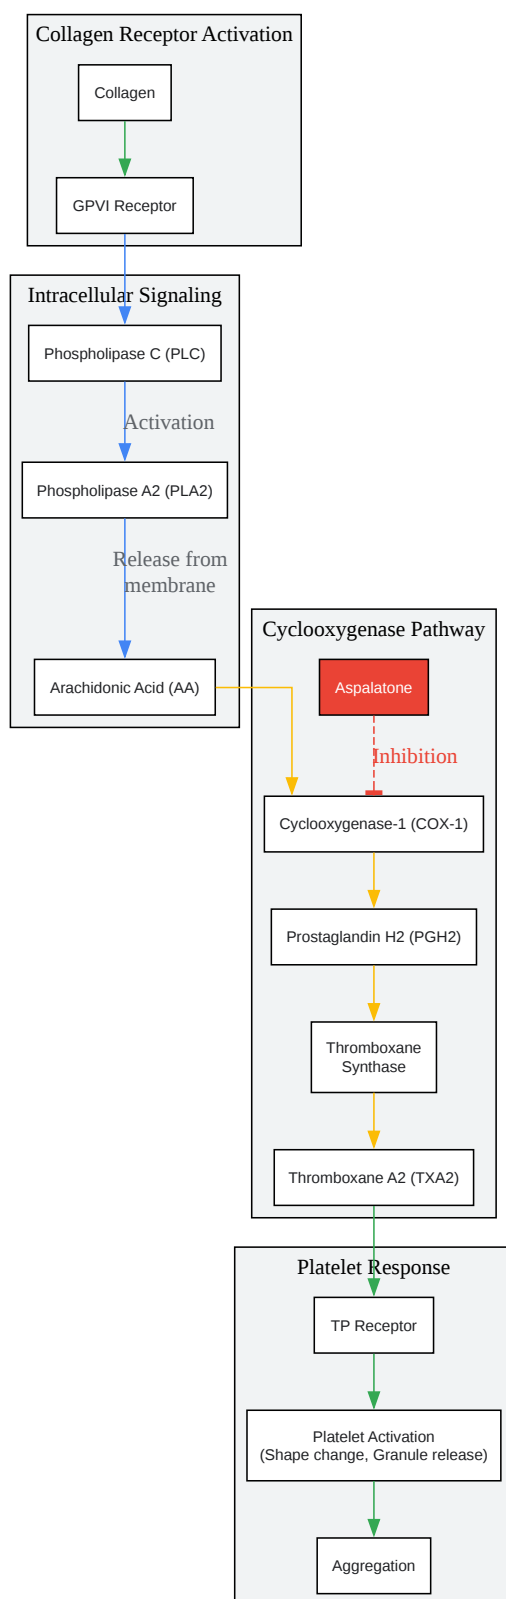 Collagen Receptor Activation
Collagen
GPVI Receptor
Intracellular Signaling
Phospholipase C (PLC)
Activation
Phospholipase A2 (PLA2)
Release from
membrane
Arachidonic Acid (AA)
Cyclooxygenase Pathway
Aspalatone
Inhibition
Cyclooxygenase-1 (COX-1)
Prostaglandin H2 (PGH2)
Thromboxane
Synthase
Thromboxane A2 (TXA2)
Platelet Response
TP Receptor
Platelet Activation
(Shape change, Granule release)
Aggregation